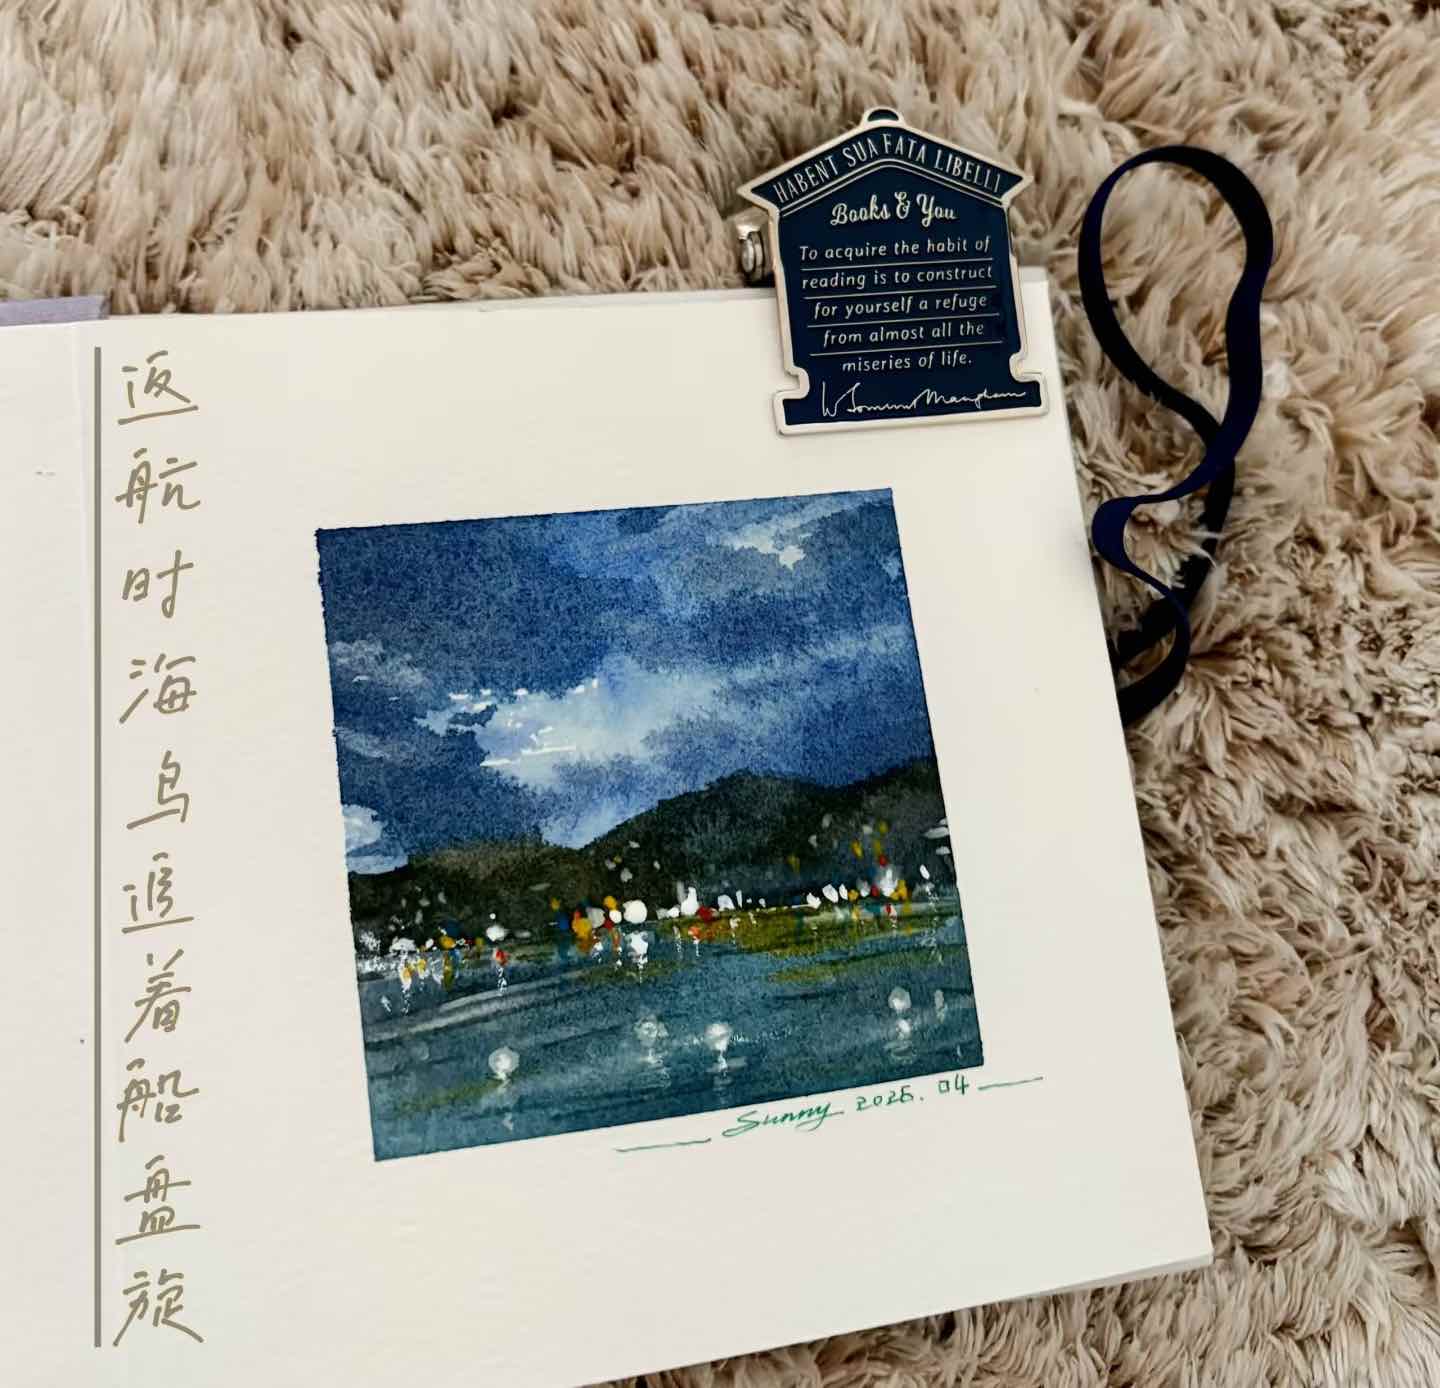 返航时海鸟追着船盘旋
HABENT SUA FATA LIBELLI
Books & You
To acquire the habit of
reading is to construct
for yourself a refuge
from almost all the
miseries of life.
W Somerset Maugham
Sunny 2025.04